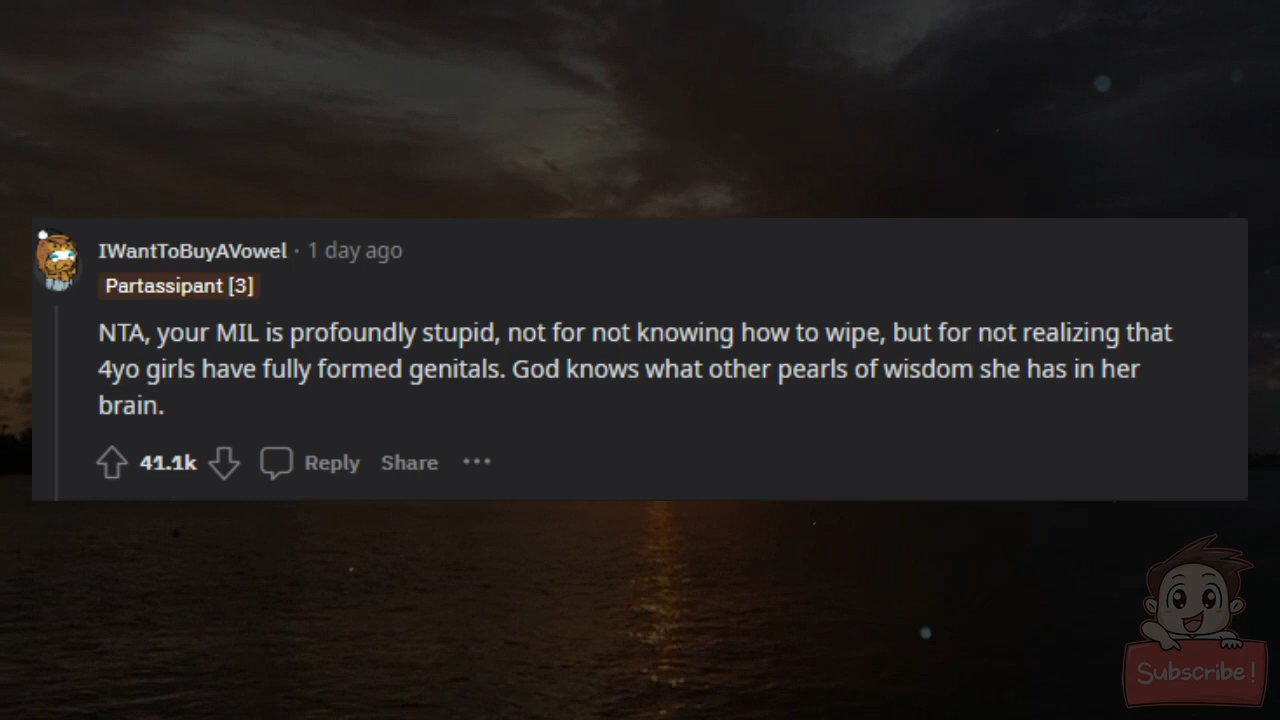 IWantToBuyAVowel · 1 day ago
Partassipant [3]
NTA, your MIL is profoundly stupid, not for not knowing how to wipe, but for not realizing that
4yo girls have fully formed genitals. God knows what other pearls of wisdom she has in her
brain.
41.1k Reply Share ···
Subscribe!